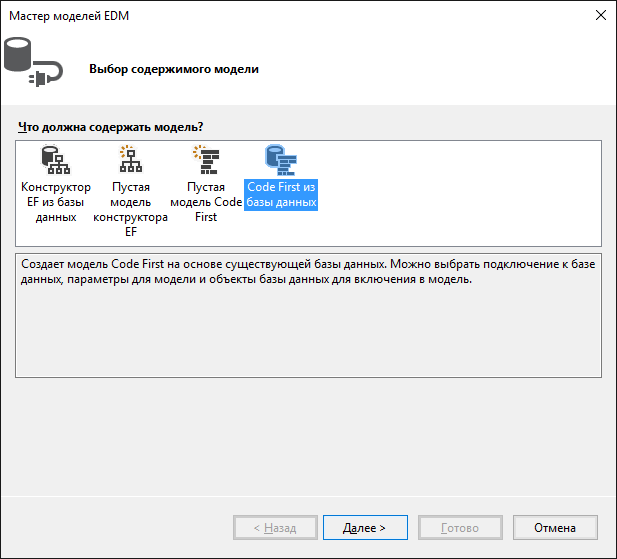 Мастер моделей EDM
Выбор содержимого модели
Что должна содержать модель?
Конструктор
EF из базы
данных
Пустая
модель
конструктора
EF
Пустая
модель Code
First
Code First из
базы данных
Создает модель Code First на основе существующей базы данных. Можно выбрать подключение к базе
данных, параметры для модели и объекты базы данных для включения в модель.
< Назад
Далее >
Готово
Отмена